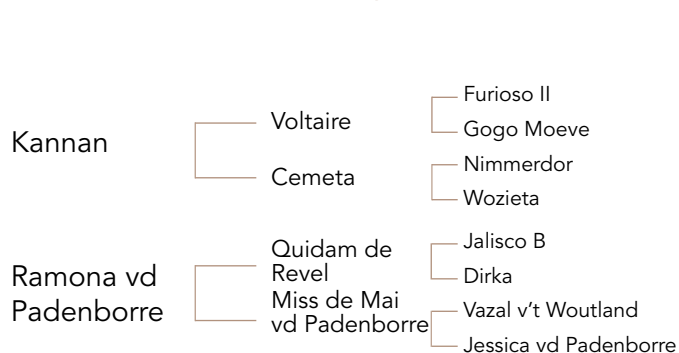 Kannan
Voltaire
Furioso II
Gogo Moeve
Cemeta
Nimmerdor
Wozieta
Ramona vd
Padenborre
Quidam de
Revel
Jalisco B
Dirka
Miss de Mai
vd Padenborre
Vazal v't Woutland
Jessica vd Padenborre